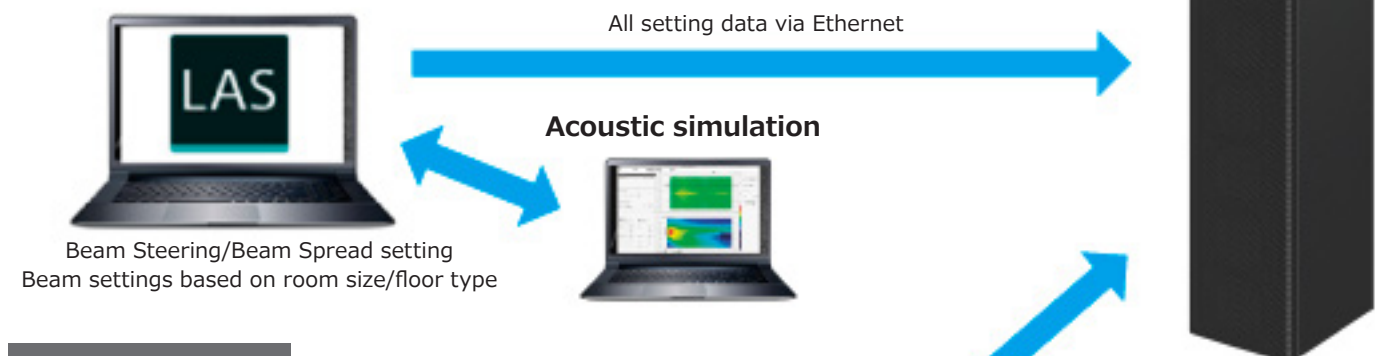 All setting data via Ethernet
LAS
Acoustic simulation
Beam Steering/Beam Spread setting
Beam settings based on room size/floor type